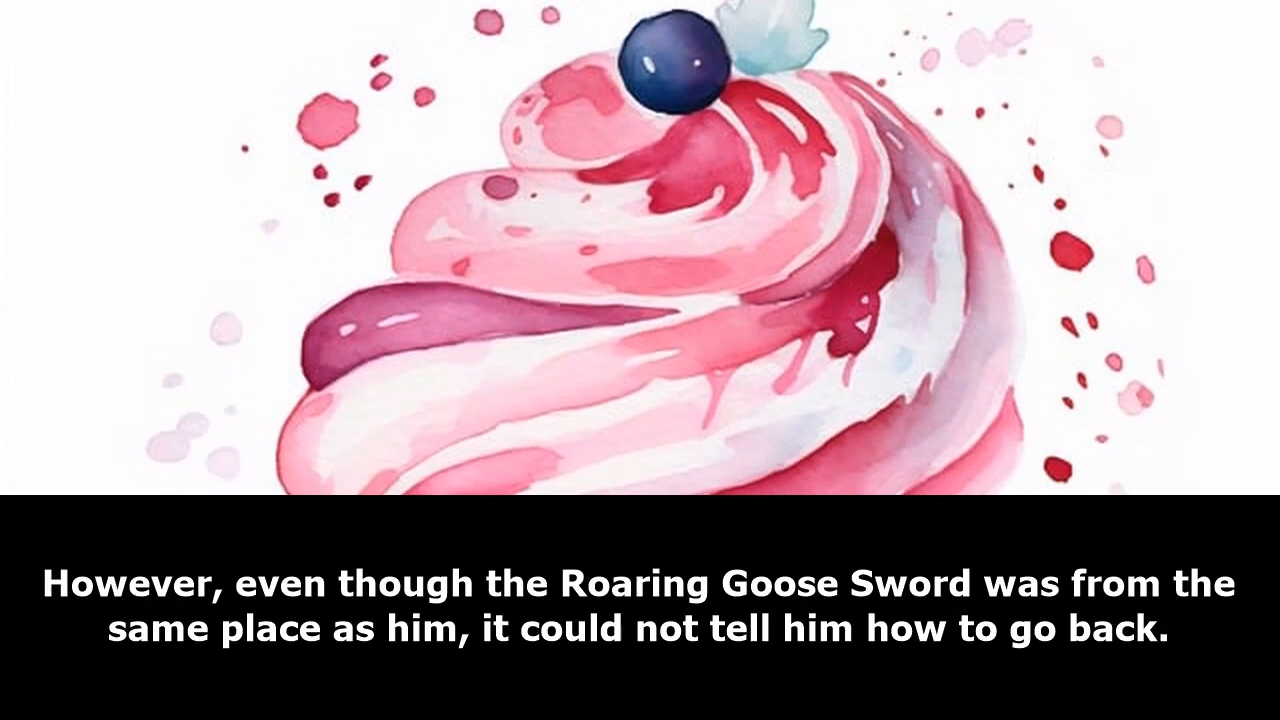 However, even though the Roaring Goose Sword was from the
same place as him, it could not tell him how to go back.